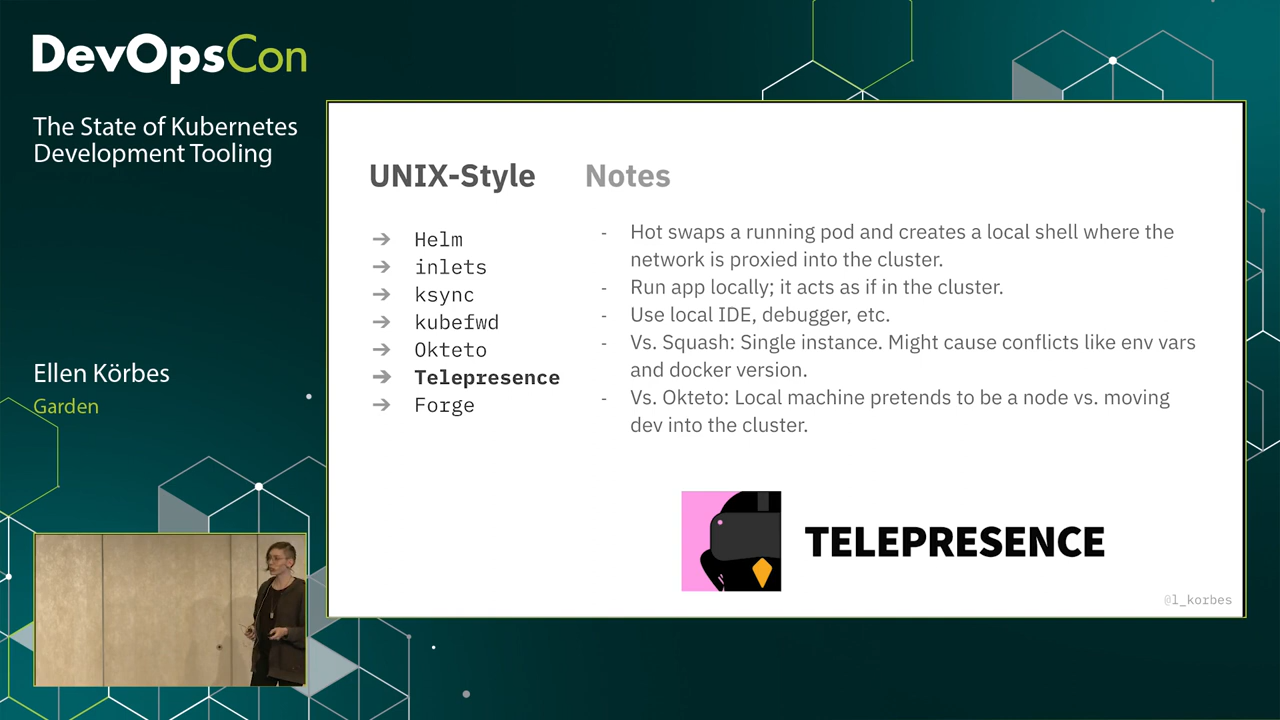 DevOpsCon
The State of Kubernetes
Development Tooling
Ellen Körbes
Garden
UNIX-Style
➔ Helm
➔ inlets
➔ ksync
➔ kubefwd
➔ Okteto
➔ Telepresence
➔ Forge
Notes
- Hot swaps a running pod and creates a local shell where the
network is proxied into the cluster.
- Run app locally; it acts as if in the cluster.
- Use local IDE, debugger, etc.
- Vs. Squash: Single instance. Might cause conflicts like env vars
and docker version.
- Vs. Okteto: Local machine pretends to be a node vs. moving
dev into the cluster.
TELEPRESENCE
@l_korbes